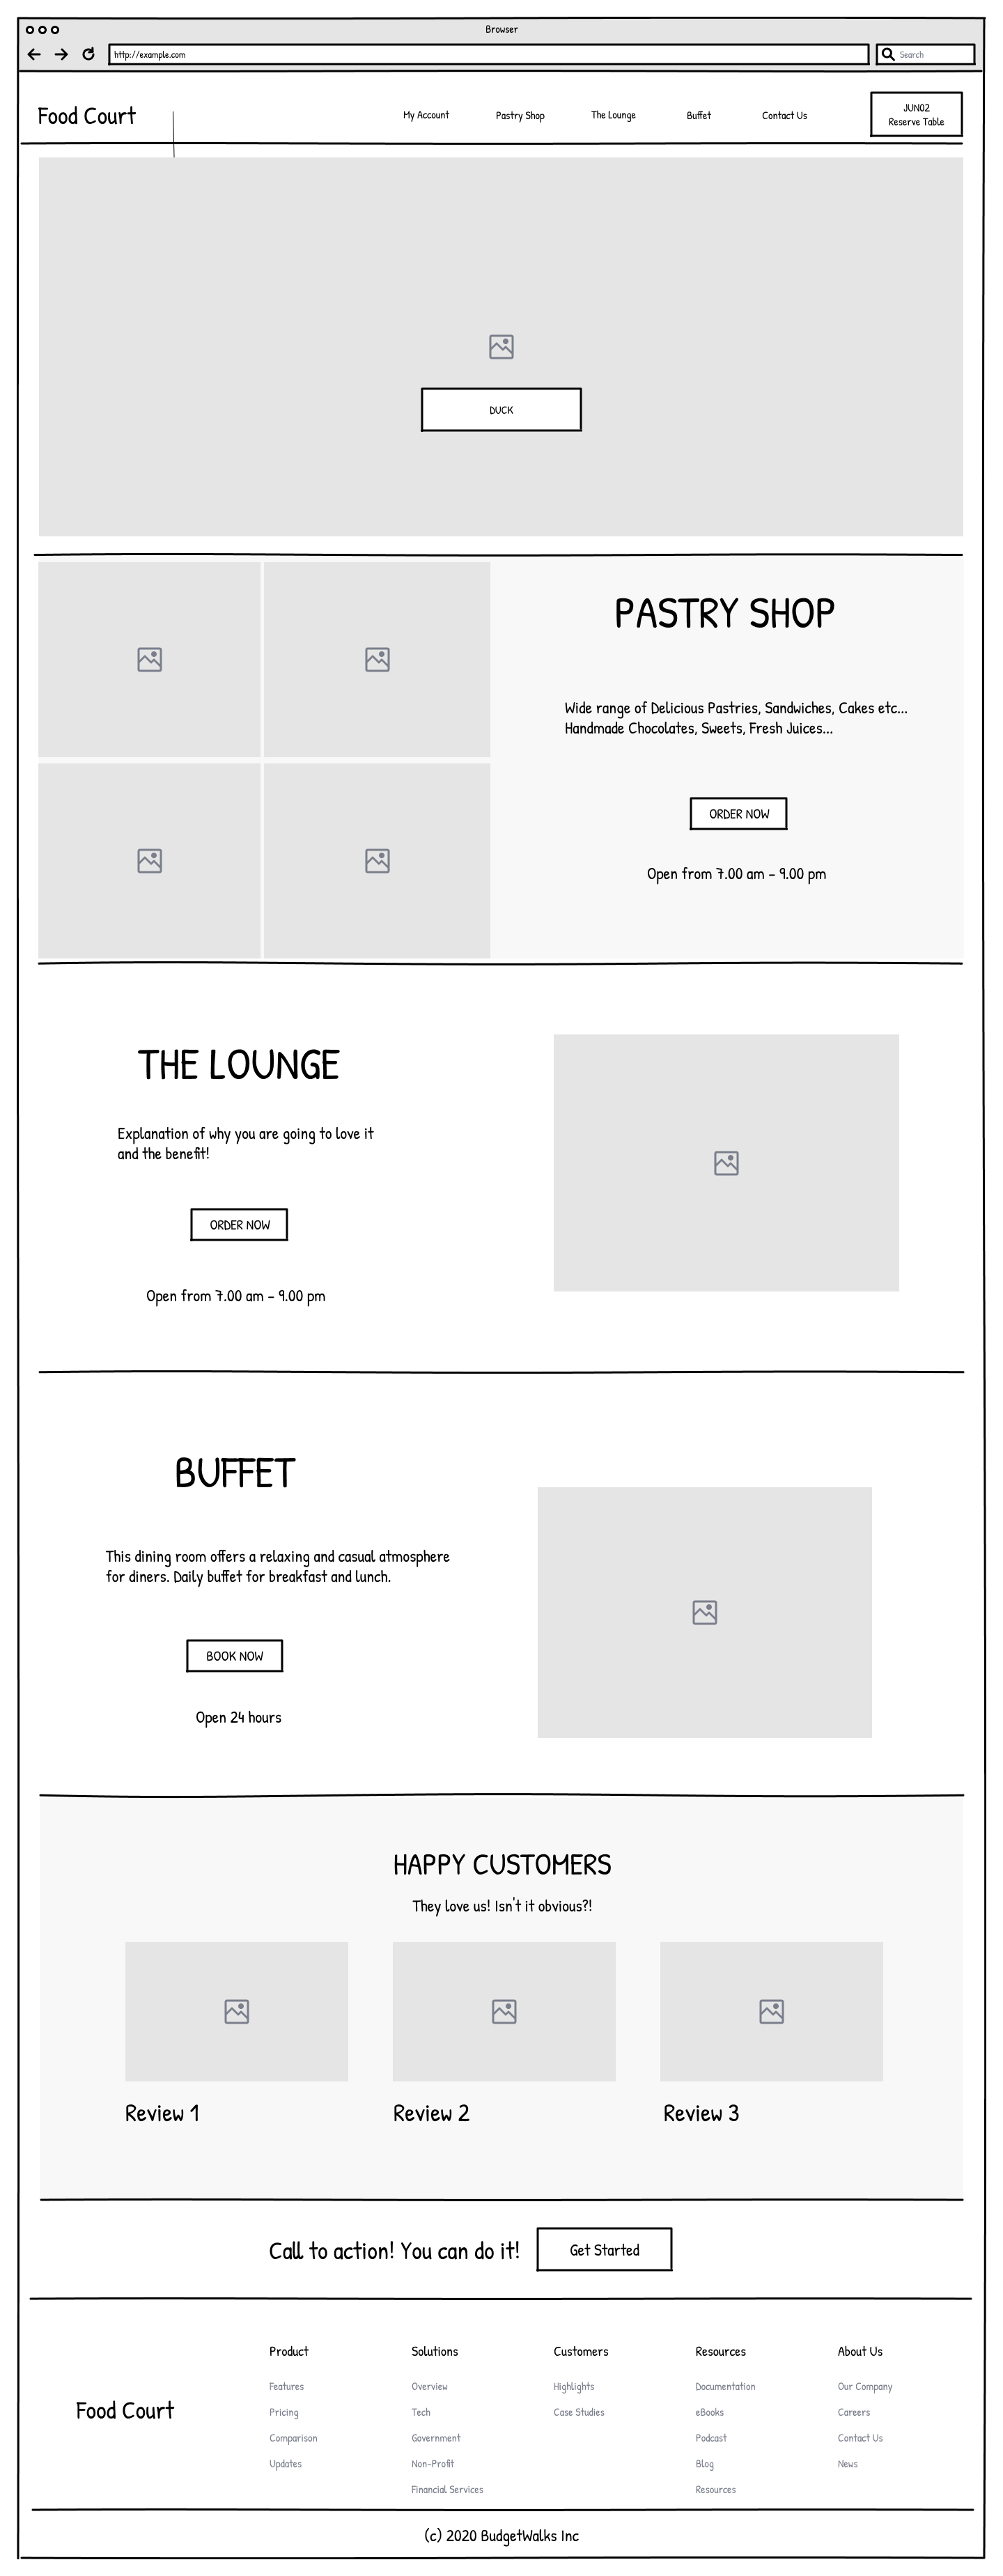 Browser
http://example.com
Search
Food Court
My Account
Pastry Shop
The Lounge
Buffet
Contact Us
JUN02
Reserve Table
DUCK
PASTRY SHOP
Wide range of Delicious Pastries, Sandwiches, Cakes etc...
Handmade Chocolates, Sweets, Fresh Juices...
ORDER NOW
Open from 7.00 am - 9.00 pm
THE LOUNGE
Explanation of why you are going to love it
and the benefit!
ORDER NOW
Open from 7.00 am - 9.00 pm
BUFFET
This dining room offers a relaxing and casual atmosphere
for diners. Daily buffet for breakfast and lunch.
BOOK NOW
Open 24 hours
HAPPY CUSTOMERS
They love us! Isn't it obvious?!
Review 1
Review 2
Review 3
Call to action! You can do it!
Get Started
Food Court
Product
Features
Pricing
Comparison
Updates
Solutions
Overview
Tech
Government
Non-Profit
Financial Services
Customers
Highlights
Case Studies
Resources
Documentation
eBooks
Podcast
Blog
Resources
About Us
Our Company
Careers
Contact Us
News
(c) 2020 BudgetWalks Inc